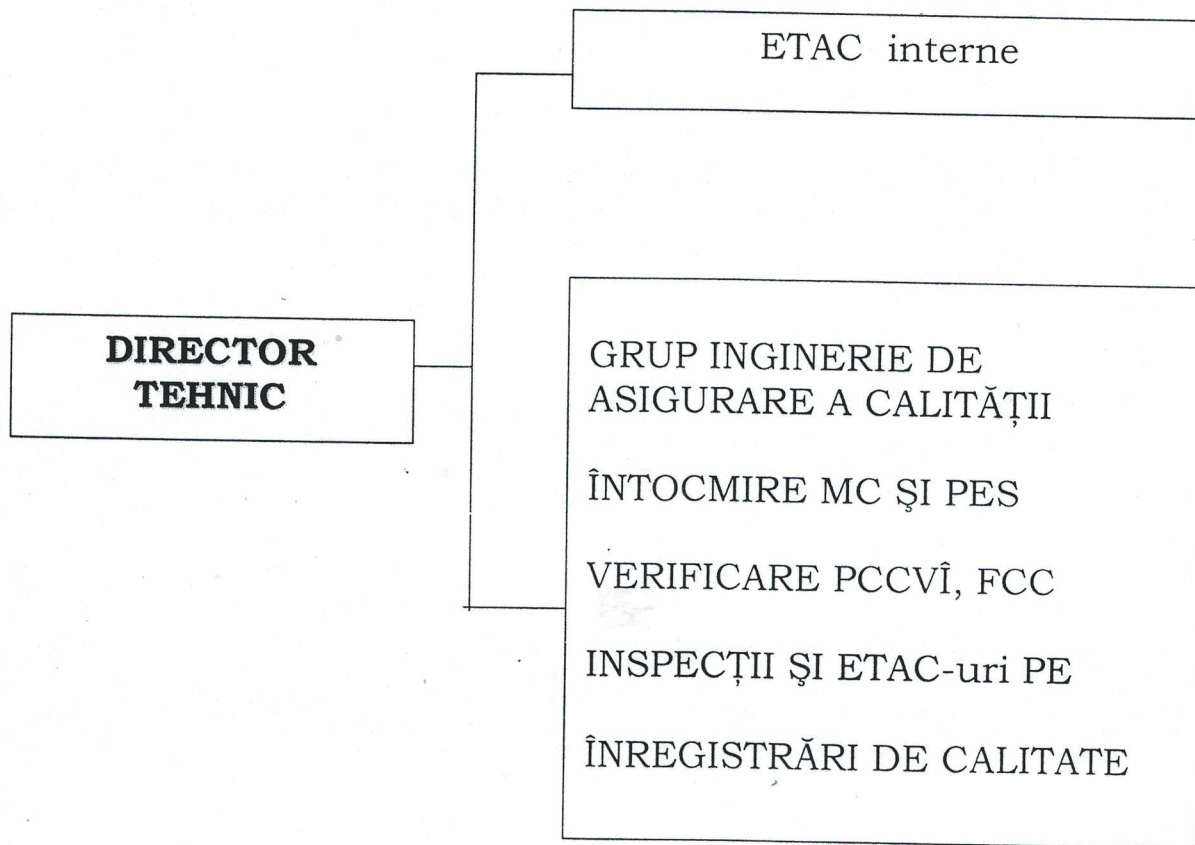 ETAC interne
DIRECTOR
TEHNIC
GRUP INGINERIE DE
ASIGURARE A CALITĂȚII
ÎNTOCMIRE MC ŞI PES
VERIFICARE PCCVÎ, FCC
INSPECȚII ŞI ETAC-uri PE
ÎNREGISTRĂRI DE CALITATE